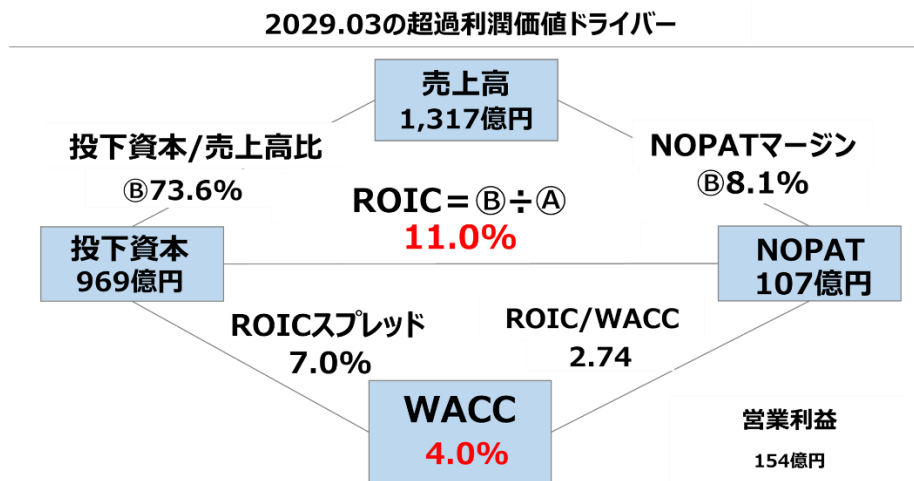 2029.03の超過利潤価値ドライバー
売上高
1,317億円
投下資本/売上高比
Ⓑ73.6%
NOPATマージン
Ⓑ8.1%
ROIC=Ⓑ÷Ⓐ
11.0%
投下資本
969億円
NOPAT
107億円
ROICスプレッド
7.0%
ROIC/WACC
2.74
WACC
4.0%
営業利益
154億円